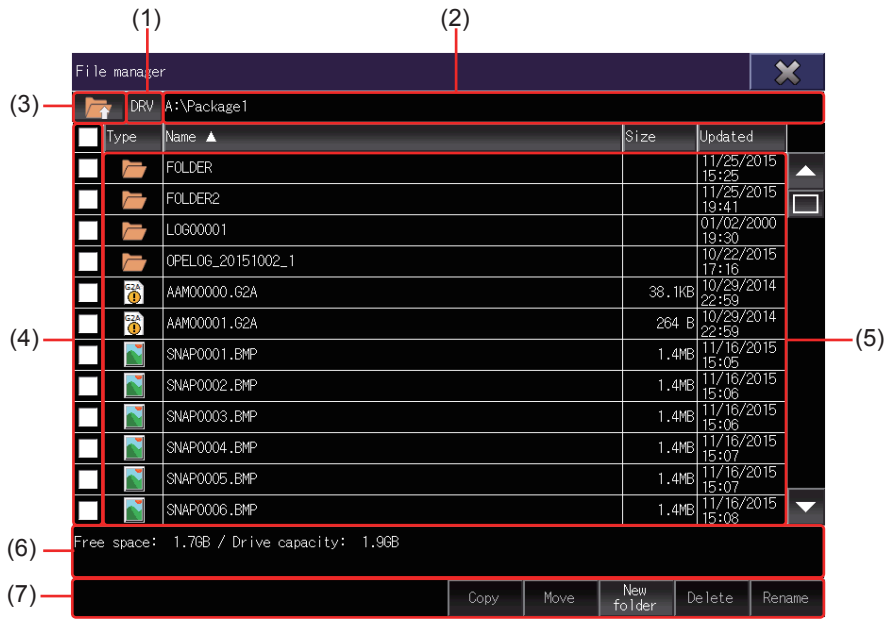 (1) (2)
File manager
(3) DRV A:\Package1
Type Name ▲ Size Updated
FOLDER 11/25/2015 15:25
FOLDER2 11/25/2015 19:41
LOG00001 01/02/2000 19:30
OPELOG_20151002_1 10/22/2015 17:16
G2A AAM00000.G2A 38.1KB 10/29/2014 22:59
G2A AAM00001.G2A 264 B 10/29/2014 22:59
(4) SNAP0001.BMP 1.4MB 11/16/2015 15:05 (5)
SNAP0002.BMP 1.4MB 11/16/2015 15:06
SNAP0003.BMP 1.4MB 11/16/2015 15:06
SNAP0004.BMP 1.4MB 11/16/2015 15:07
SNAP0005.BMP 1.4MB 11/16/2015 15:07
SNAP0006.BMP 1.4MB 11/16/2015 15:08
(6) Free space: 1.7GB / Drive capacity: 1.9GB
(7) Copy Move New folder Delete Rename